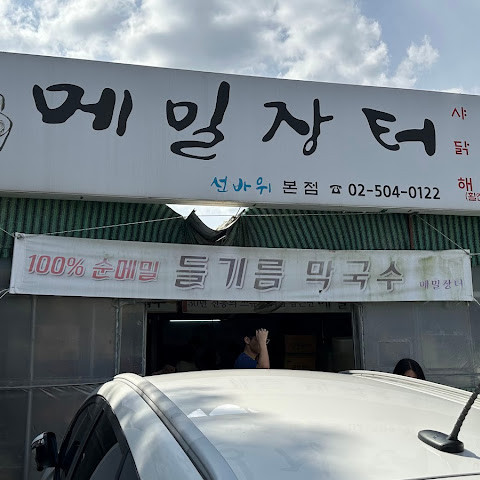 메밀장터
샤
닭
해
선바위 본점 ☎ 02-504-0122
100% 순메밀 들기름 막국수 메밀장터